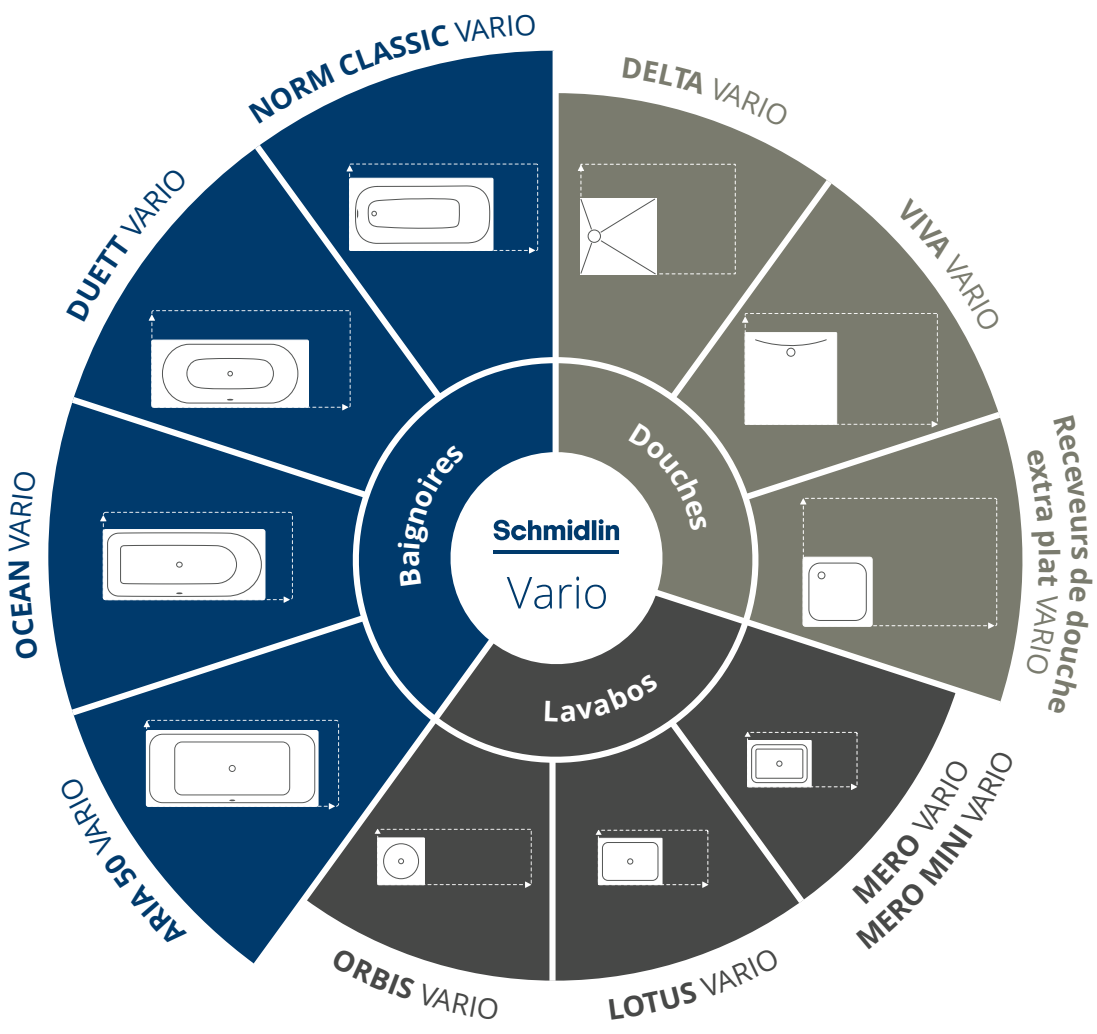 NORM CLASSIC VARIO
DELTA VARIO
DUETT VARIO
VIVA VARIO
Baignoires
Douches
Receveurs de douche
extra plat VARIO
OCEAN VARIO
Schmidlin
Vario
Lavabos
ARIA 50 VARIO
MERO VARIO
MERO MINI VARIO
ORBIS VARIO
LOTUS VARIO